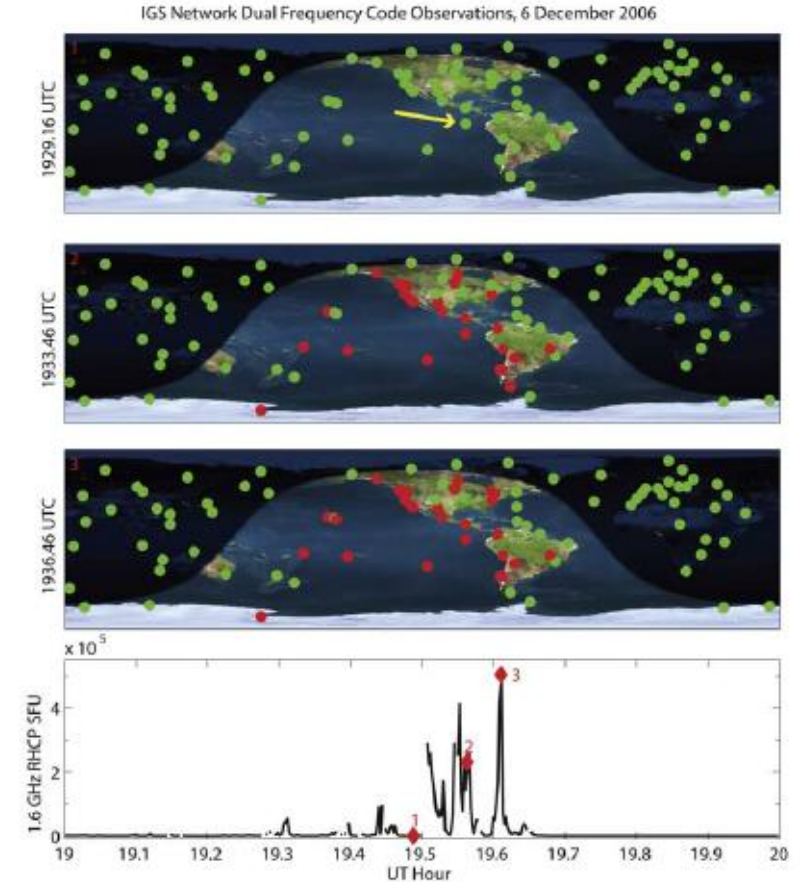 IGS Network Dual Frequency Code Observations, 6 December 2006
1
1929.16 UTC
2
1933.46 UTC
3
1936.46 UTC
x 10^5
1.6 GHz RHCP SFU
4
2
0
1
2
3
19 19.1 19.2 19.3 19.4 19.5 19.6 19.7 19.8 19.9 20
UT Hour